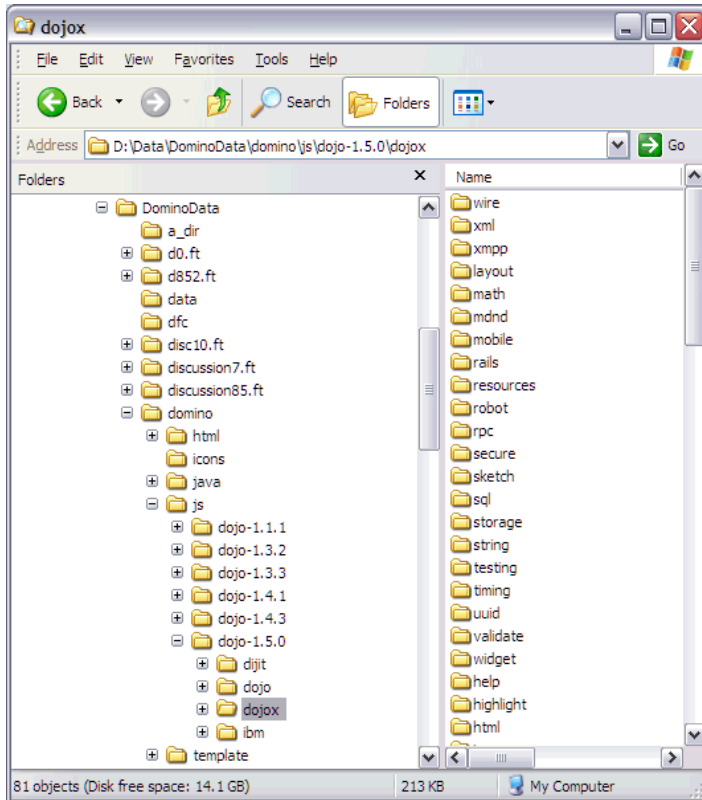 dojox
File Edit View Favorites Tools Help
Back Search Folders
Address D:\Data\DominoData\domino\js\dojo-1.5.0\dojox Go
Folders x
DominoData
a_dir
d0.ft
d852.ft
data
dfc
disc10.ft
discussion7.ft
discussion85.ft
domino
html
icons
java
js
dojo-1.1.1
dojo-1.3.2
dojo-1.3.3
dojo-1.4.1
dojo-1.4.3
dojo-1.5.0
dijit
dojo
dojox
ibm
template
Name
wire
xml
xmpp
layout
math
mdnd
mobile
rails
resources
robot
rpc
secure
sketch
sql
storage
string
testing
timing
uuid
validate
widget
help
highlight
html
81 objects (Disk free space: 14.1 GB) 213 KB My Computer